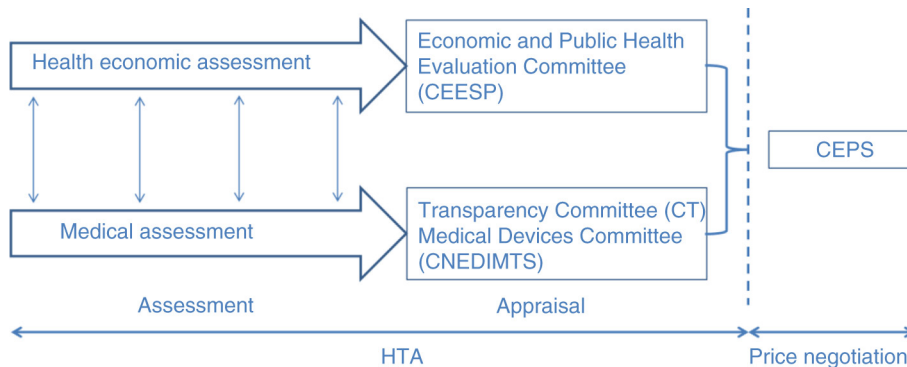 Health economic assessment
Economic and Public Health
Evaluation Committee
(CEESP)
CEPS
Medical assessment
Transparency Committee (CT)
Medical Devices Committee
(CNEDIMTS)
Assessment
Appraisal
HTA
Price negotiation